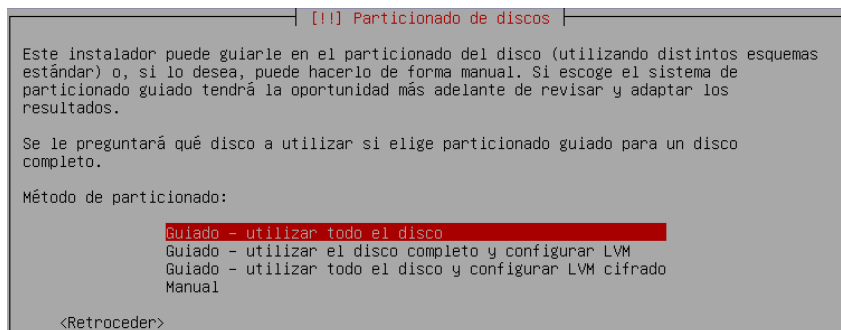 [!!] Particionado de discos
Este instalador puede guiarle en el particionado del disco (utilizando distintos esquemas
estándar) o, si lo desea, puede hacerlo de forma manual. Si escoge el sistema de
particionado guiado tendrá la oportunidad más adelante de revisar y adaptar los
resultados.
Se le preguntará qué disco a utilizar si elige particionado guiado para un disco
completo.
Método de particionado:
Guiado - utilizar todo el disco
Guiado - utilizar el disco completo y configurar LVM
Guiado - utilizar todo el disco y configurar LVM cifrado
Manual
<Retroceder>